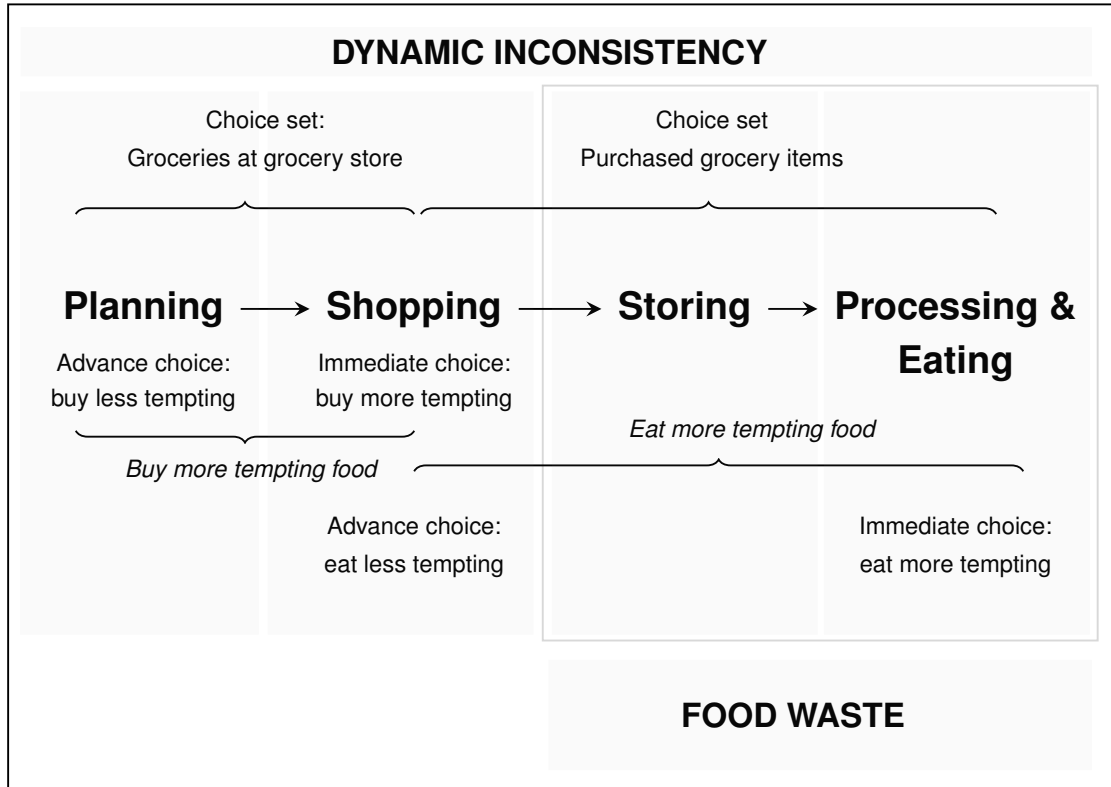 DYNAMIC INCONSISTENCY
Choice set:
Groceries at grocery store
Choice set
Purchased grocery items
Planning
Shopping
Storing
Processing &
Eating
Advance choice:
buy less tempting
Immediate choice:
buy more tempting
Buy more tempting food
Eat more tempting food
Advance choice:
eat less tempting
Immediate choice:
eat more tempting
FOOD WASTE